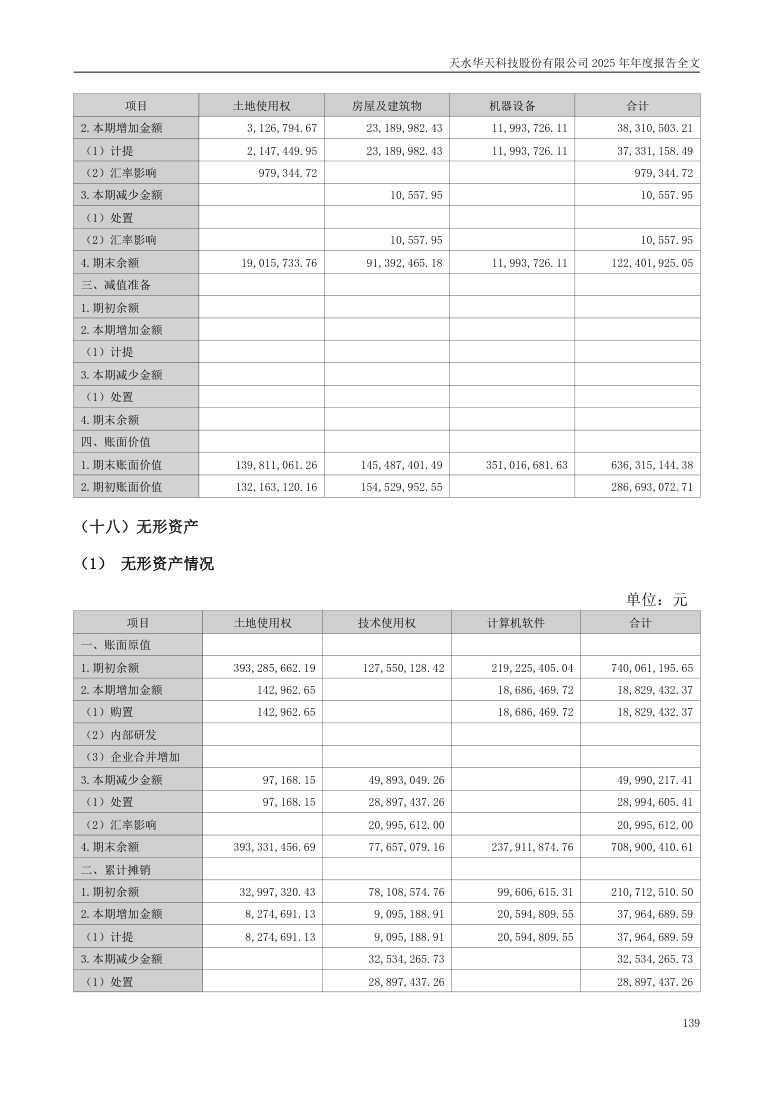 天水华天科技股份有限公司 2025 年年度报告全文
项目 土地使用权 房屋及建筑物 机器设备 合计
2.本期增加金额 3,126,794.67 23,189,982.43 11,993,726.11 38,310,503.21
（1）计提 2,147,449.95 23,189,982.43 11,993,726.11 37,331,158.49
（2）汇率影响 979,344.72 979,344.72
3.本期减少金额 10,557.95 10,557.95
（1）处置
（2）汇率影响 10,557.95 10,557.95
4.期末余额 19,015,733.76 91,392,465.18 11,993,726.11 122,401,925.05
三、减值准备
1.期初余额
2.本期增加金额
（1）计提
3.本期减少金额
（1）处置
4.期末余额
四、账面价值
1.期末账面价值 139,811,061.26 145,487,401.49 351,016,681.63 636,315,144.38
2.期初账面价值 132,163,120.16 154,529,952.55 286,693,072.71
（十八）无形资产
（1） 无形资产情况
单位：元
项目 土地使用权 技术使用权 计算机软件 合计
一、账面原值
1.期初余额 393,285,662.19 127,550,128.42 219,225,405.04 740,061,195.65
2.本期增加金额 142,962.65 18,686,469.72 18,829,432.37
（1）购置 142,962.65 18,686,469.72 18,829,432.37
（2）内部研发
（3）企业合并增加
3.本期减少金额 97,168.15 49,893,049.26 49,990,217.41
（1）处置 97,168.15 28,897,437.26 28,994,605.41
（2）汇率影响 20,995,612.00 20,995,612.00
4.期末余额 393,331,456.69 77,657,079.16 237,911,874.76 708,900,410.61
二、累计摊销
1.期初余额 32,997,320.43 78,108,574.76 99,606,615.31 210,712,510.50
2.本期增加金额 8,274,691.13 9,095,188.91 20,594,809.55 37,964,689.59
（1）计提 8,274,691.13 9,095,188.91 20,594,809.55 37,964,689.59
3.本期减少金额 32,534,265.73 32,534,265.73
（1）处置 28,897,437.26 28,897,437.26
139